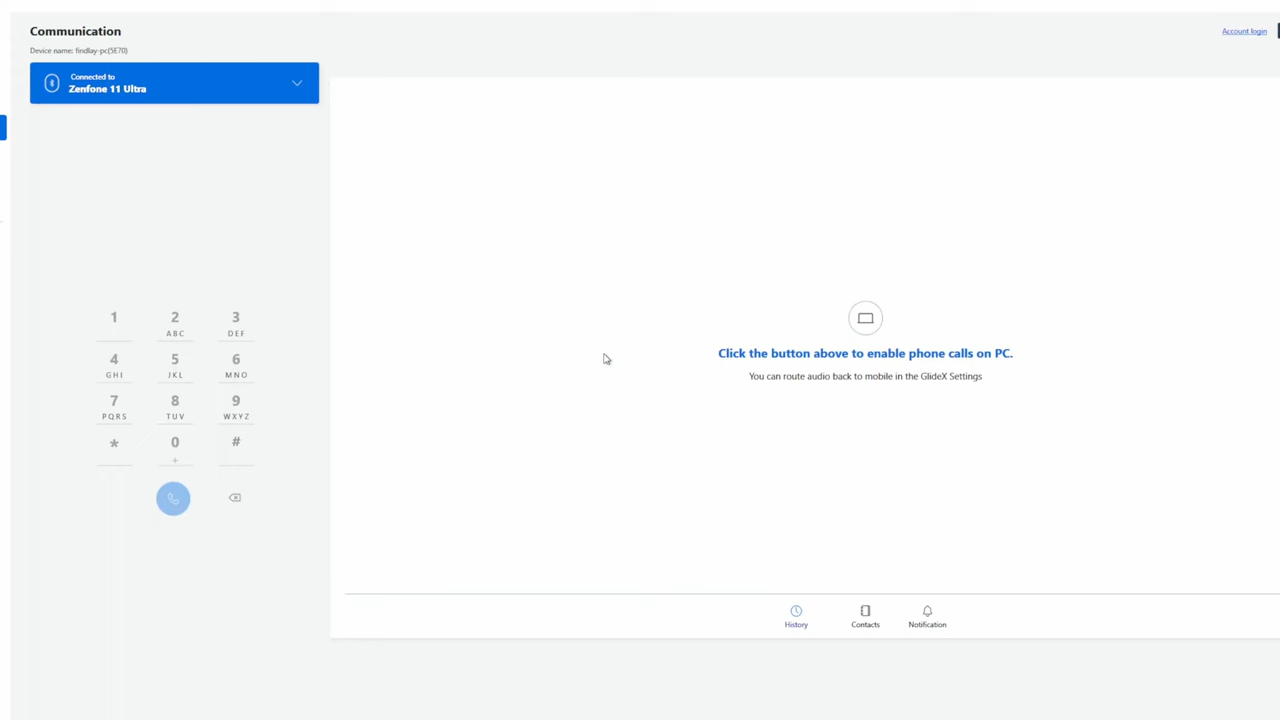 Communication
Account login
Device name: findlay-pc(5E70)
Connected to
Zenfone 11 Ultra
1
2
3
ABC
DEF
4
5
6
GHI
JKL
MNO
7
8
9
PQRS
TUV
WXYZ
*
0
#
+
Click the button above to enable phone calls on PC.
You can route audio back to mobile in the GlideX Settings
History
Contacts
Notification